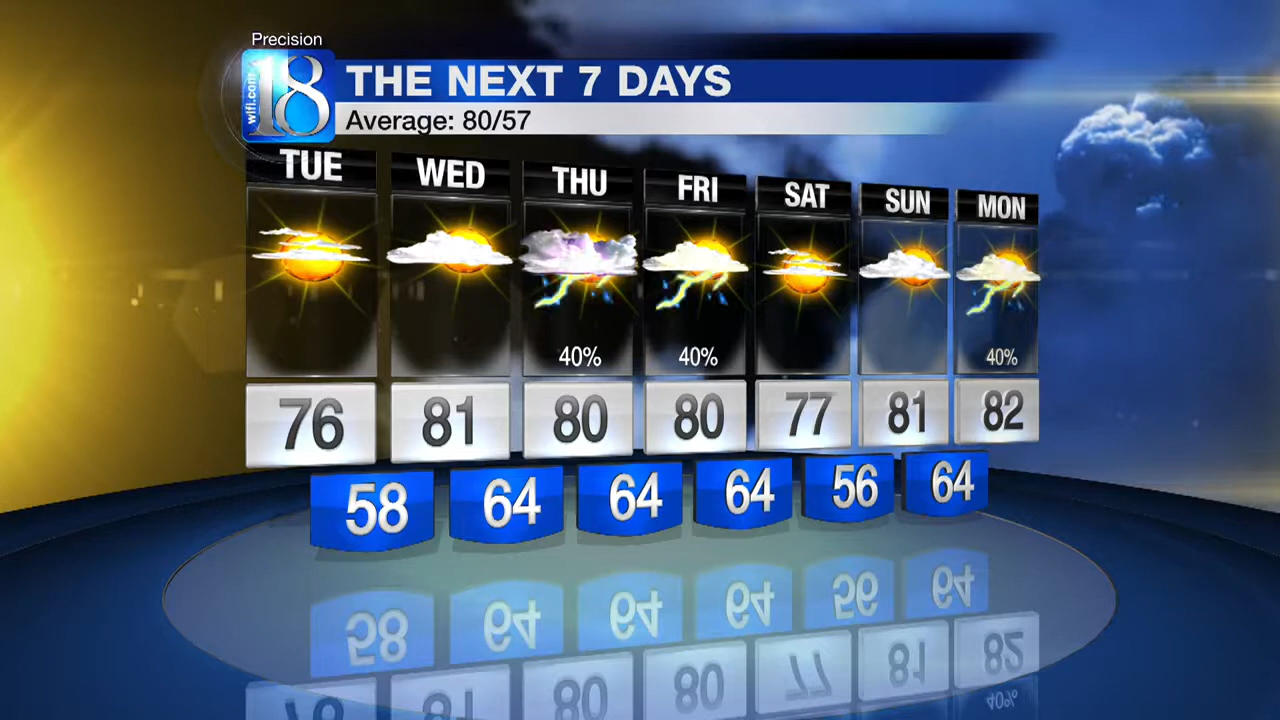 Precision
wlfi.com
18
THE NEXT 7 DAYS
Average: 80/57
TUE WED THU FRI SAT SUN MON
40% 40% 40%
76 81 80 80 77 81 82
58 64 64 64 56 64